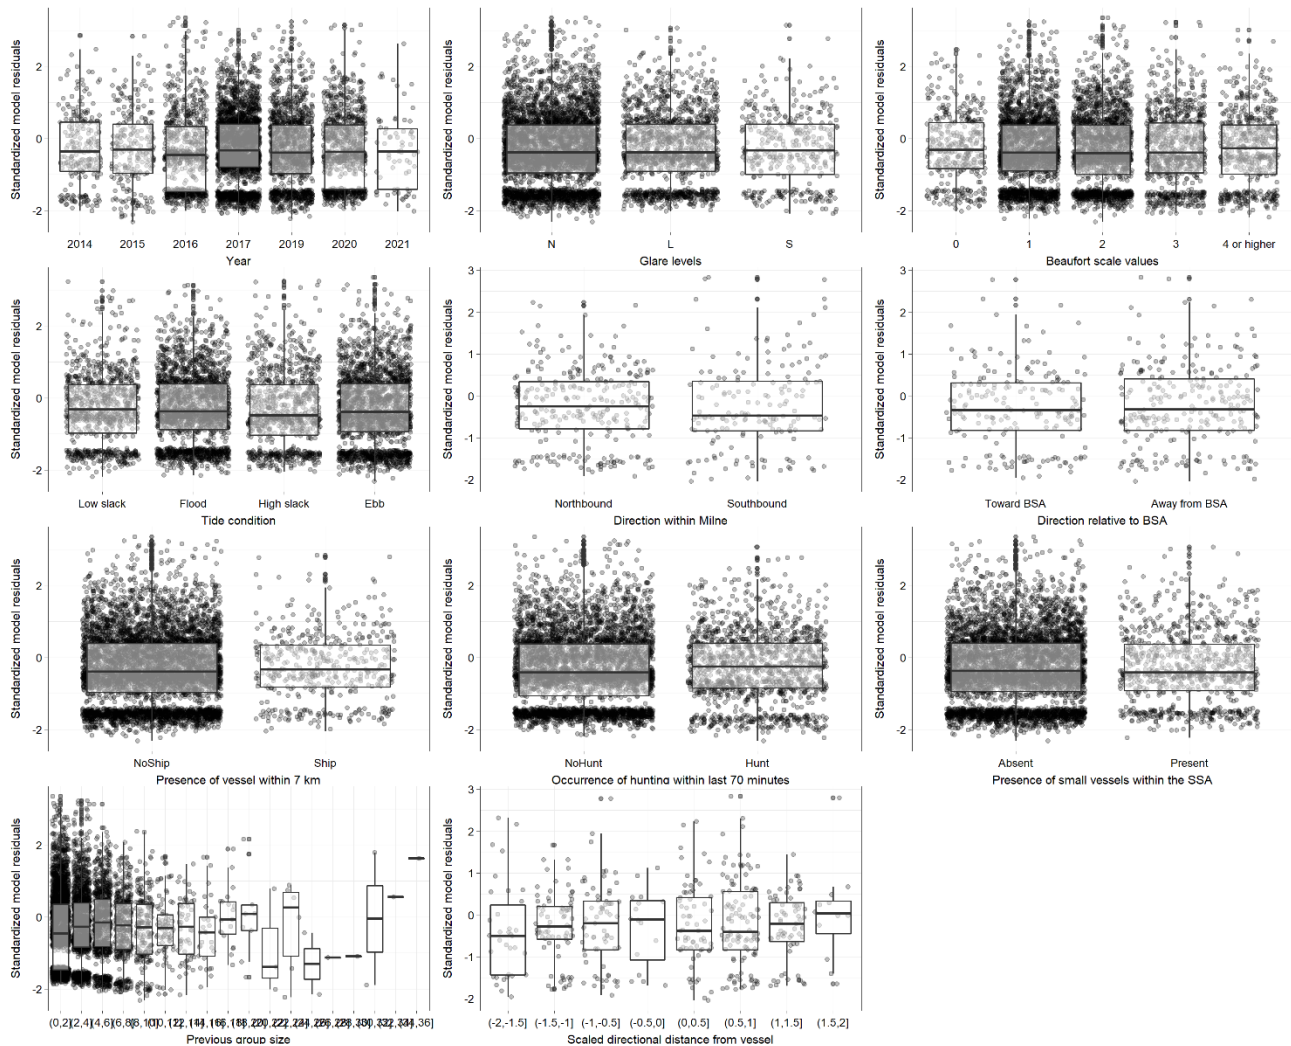 Standardized model residuals
2
0
-2
2014 2015 2016 2017 2019 2020 2021
Year
Standardized model residuals
2
0
-2
N L S
Glare levels
Standardized model residuals
2
0
-2
0 1 2 3 4 or higher
Beaufort scale values
Standardized model residuals
2
0
-2
Low slack Flood High slack Ebb
Tide condition
Standardized model residuals
3
2
1
0
-1
-2
Northbound Southbound
Direction within Milne
Standardized model residuals
3
2
1
0
-1
-2
Toward BSA Away from BSA
Direction relative to BSA
Standardized model residuals
2
0
-2
NoShip Ship
Presence of vessel within 7 km
Standardized model residuals
2
0
-2
NoHunt Hunt
Occurrence of hunting within last 70 minutes
Standardized model residuals
2
0
-2
Absent Present
Presence of small vessels within the SSA
Standardized model residuals
2
0
-2
(0,2] (2,4] (4,6]
Previous group size
Standardized model residuals
3
2
1
0
-1
-2
(-2,-1.5] (-1.5,-1] (-1,-0.5] (-0.5,0] (0,0.5] (0.5,1] (1,1.5] (1.5,2]
Scaled directional distance from vessel